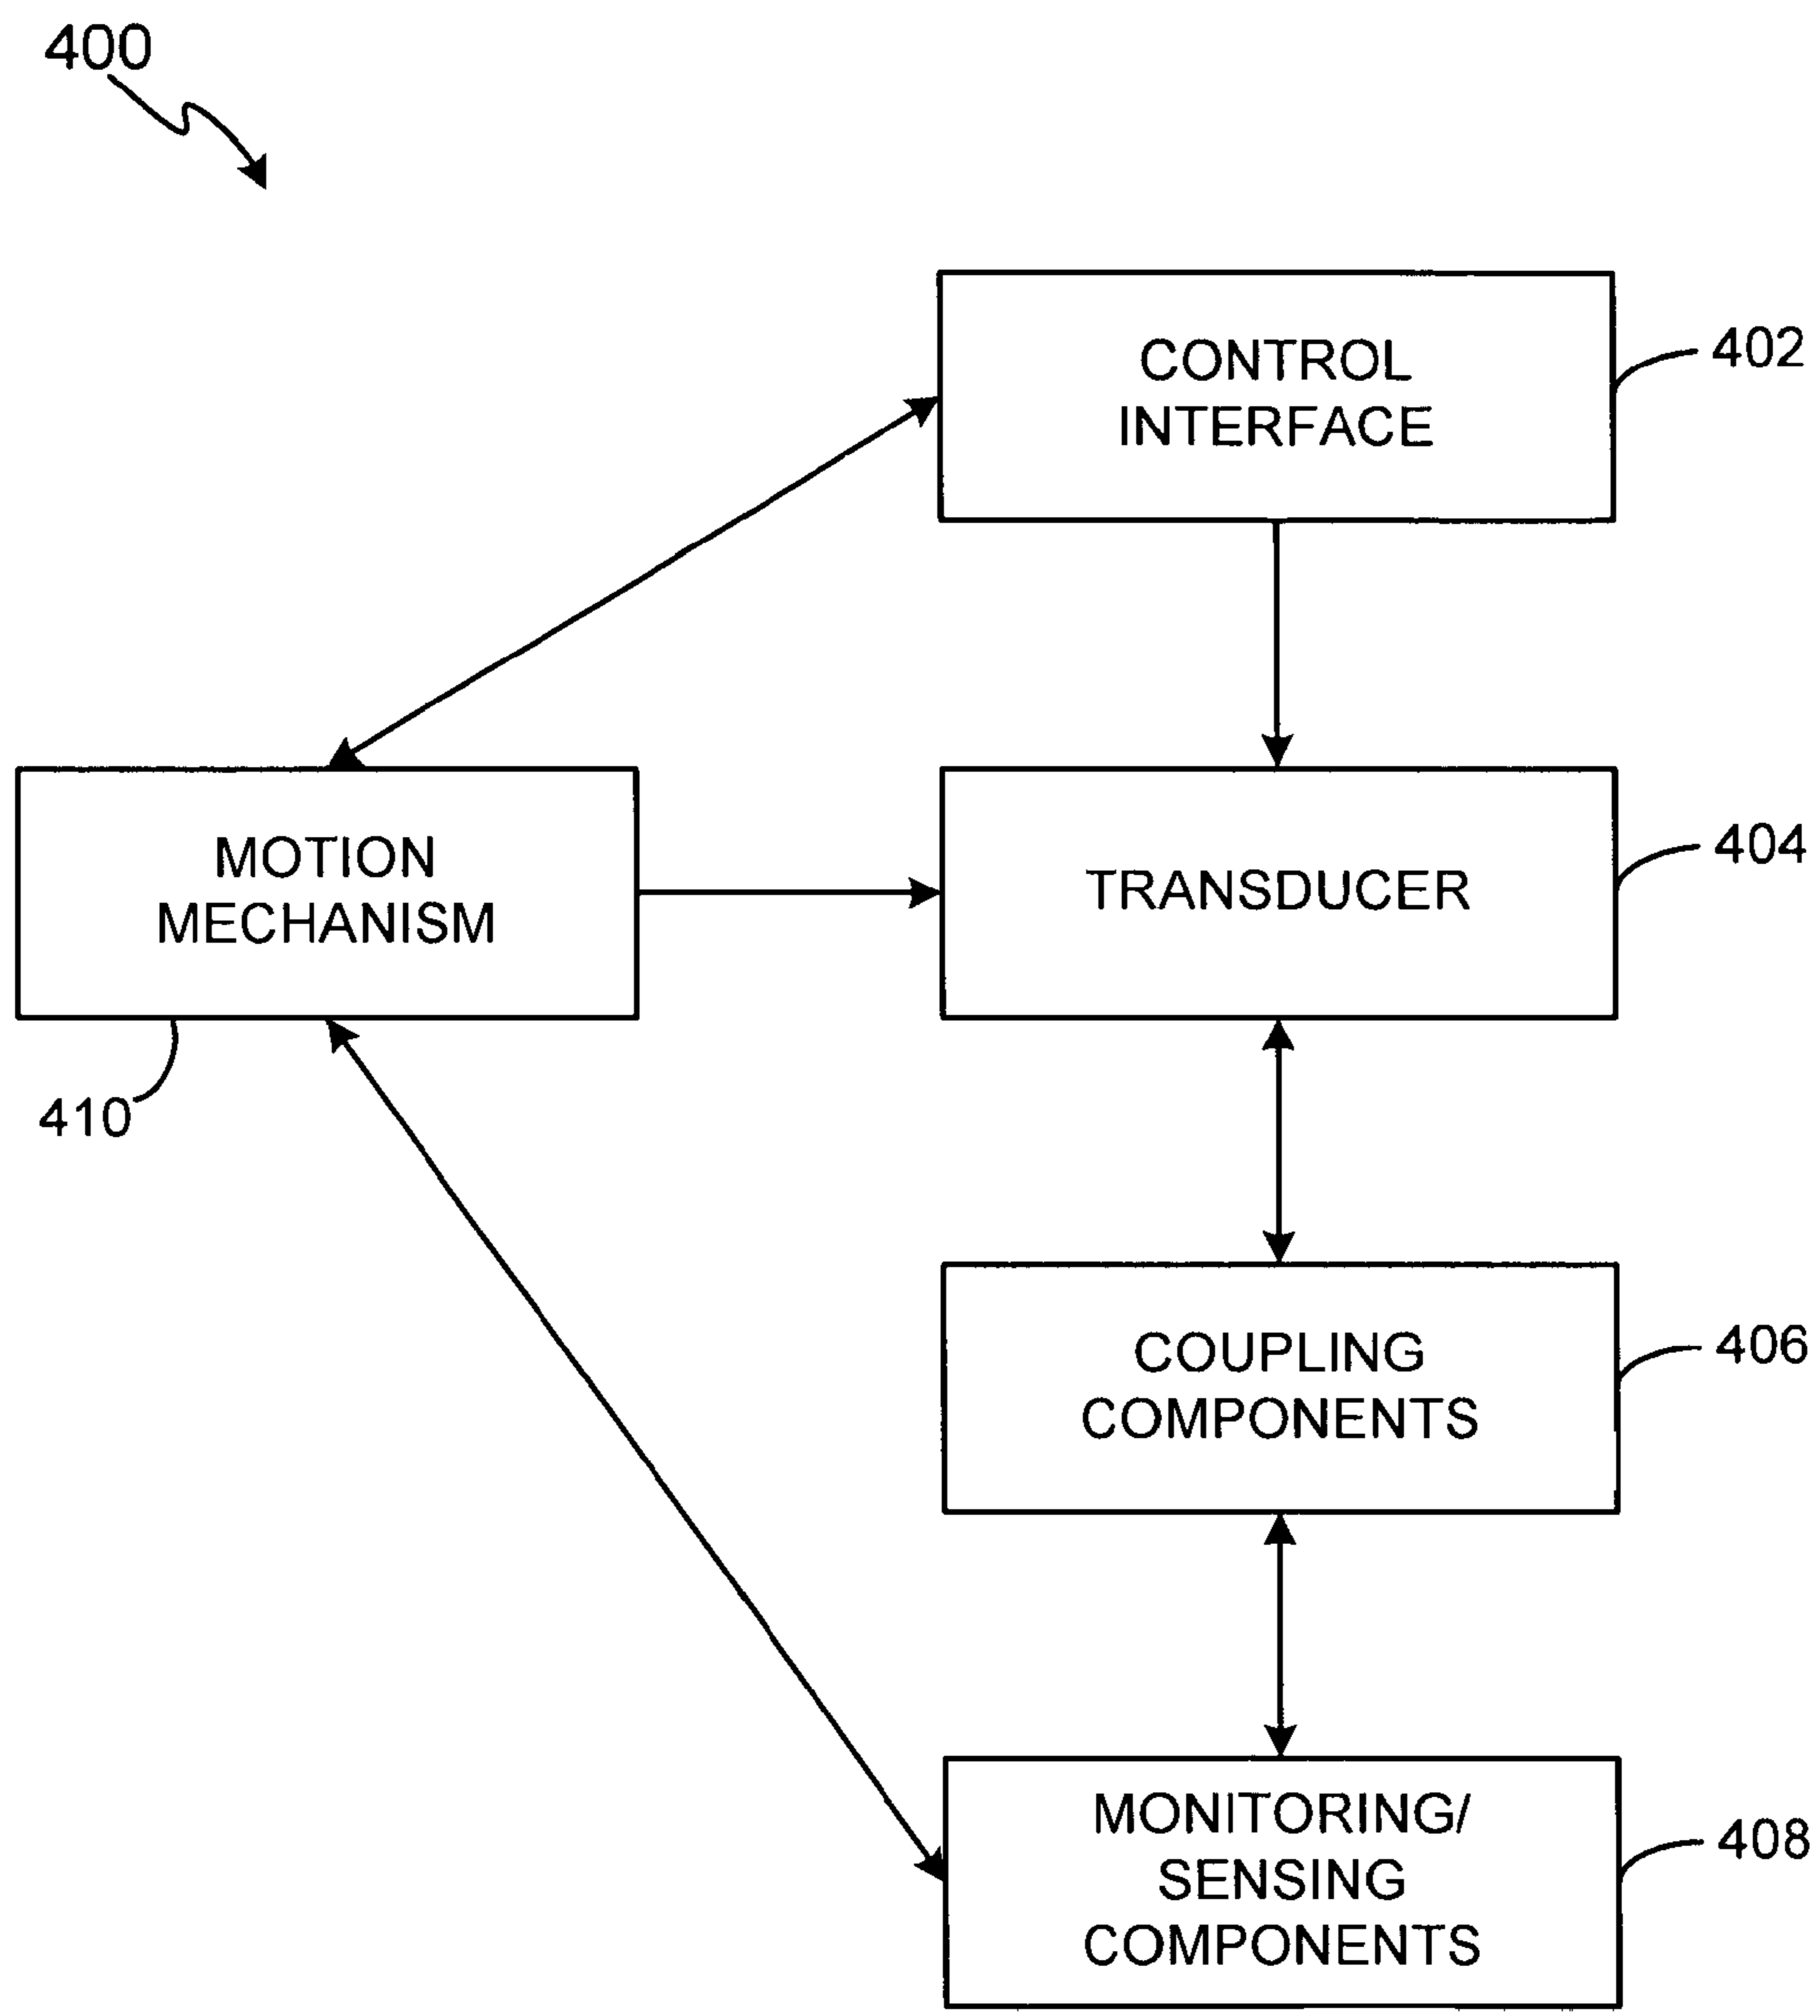 400
CONTROL
INTERFACE
402
MOTION
MECHANISM
410
TRANSDUCER
404
COUPLING
COMPONENTS
406
MONITORING/
SENSING
COMPONENTS
408